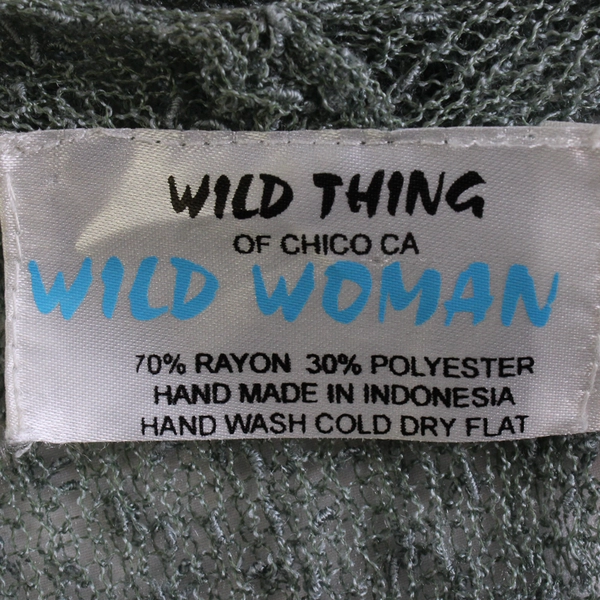 WILD THING
OF CHICO CA
WILD WOMAN
70% RAYON 30% POLYESTER
HAND MADE IN INDONESIA
HAND WASH COLD DRY FLAT